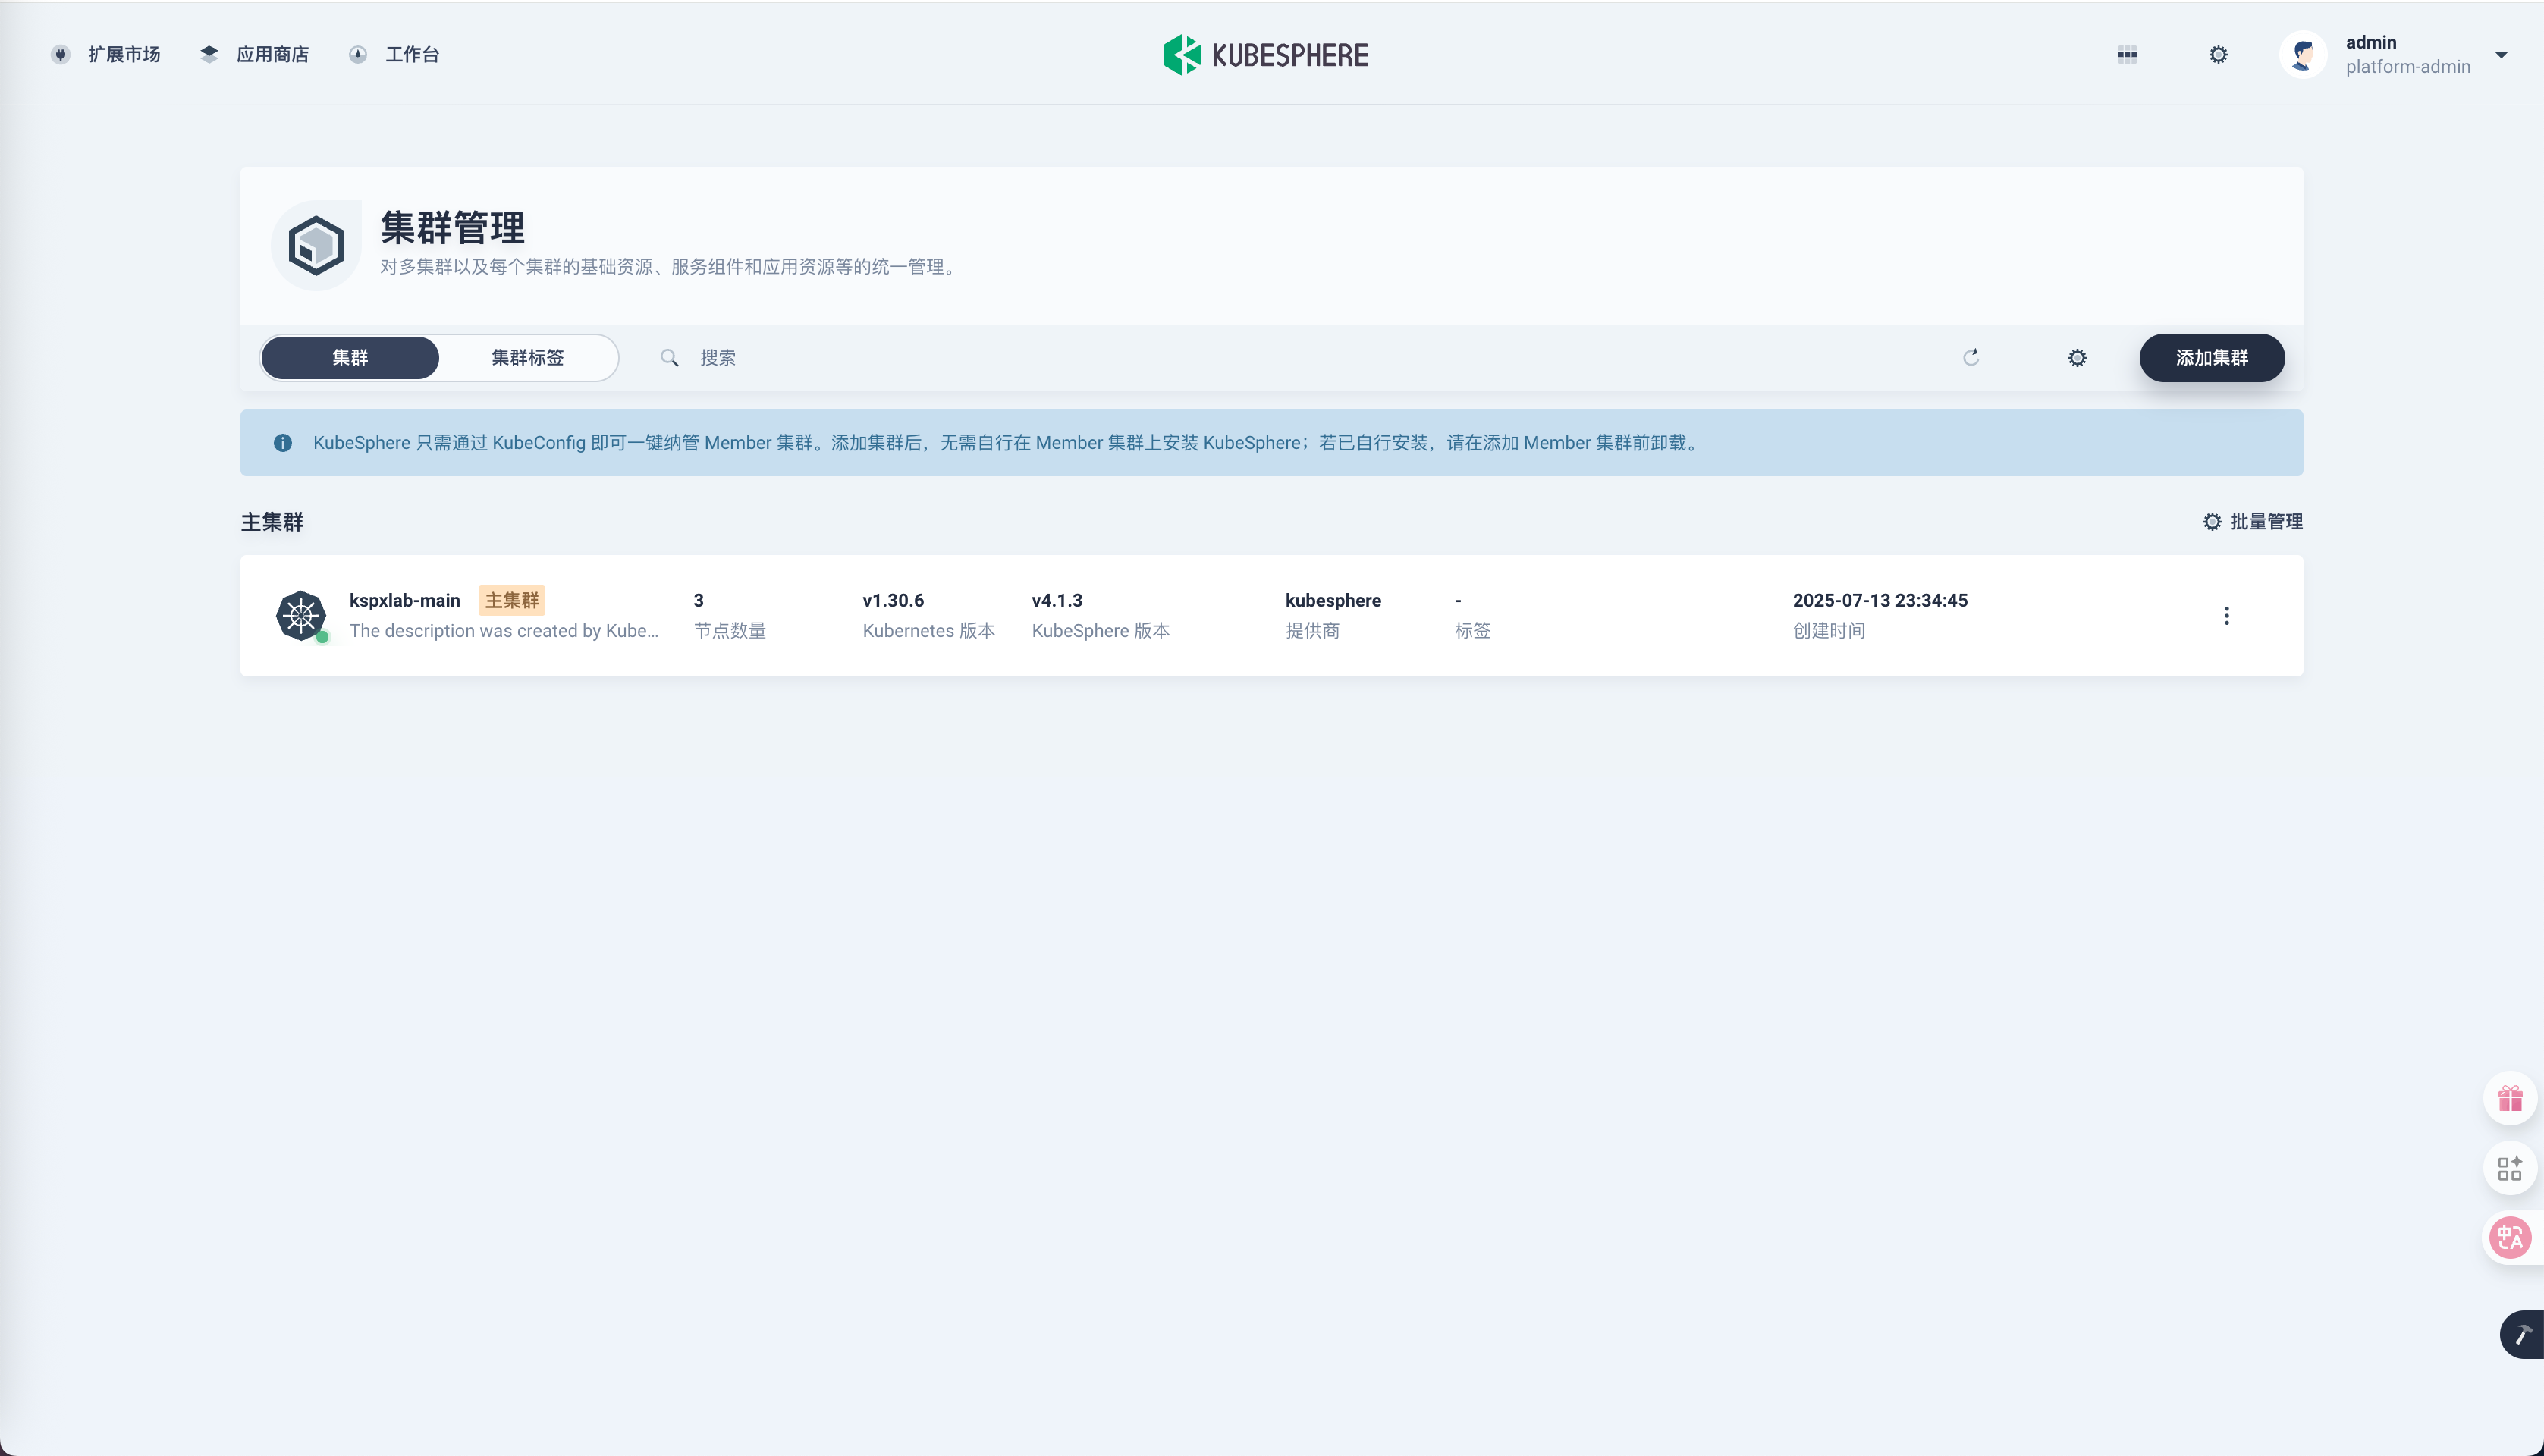 扩展市场
应用商店
工作台
KUBESPHERE
admin
platform-admin
集群管理
对多集群以及每个集群的基础资源、服务组件和应用资源等的统一管理。
集群
集群标签
搜索
添加集群
KubeSphere 只需通过 KubeConfig 即可一键纳管 Member 集群。添加集群后，无需自行在 Member 集群上安装 KubeSphere；若已自行安装，请在添加 Member 集群前卸载。
主集群
批量管理
kspxlab-main 主集群 3 v1.30.6 v4.1.3 kubesphere - 2025-07-13 23:34:45
The description was created by Kube... 节点数量 Kubernetes 版本 KubeSphere 版本 提供商 标签 创建时间
中A